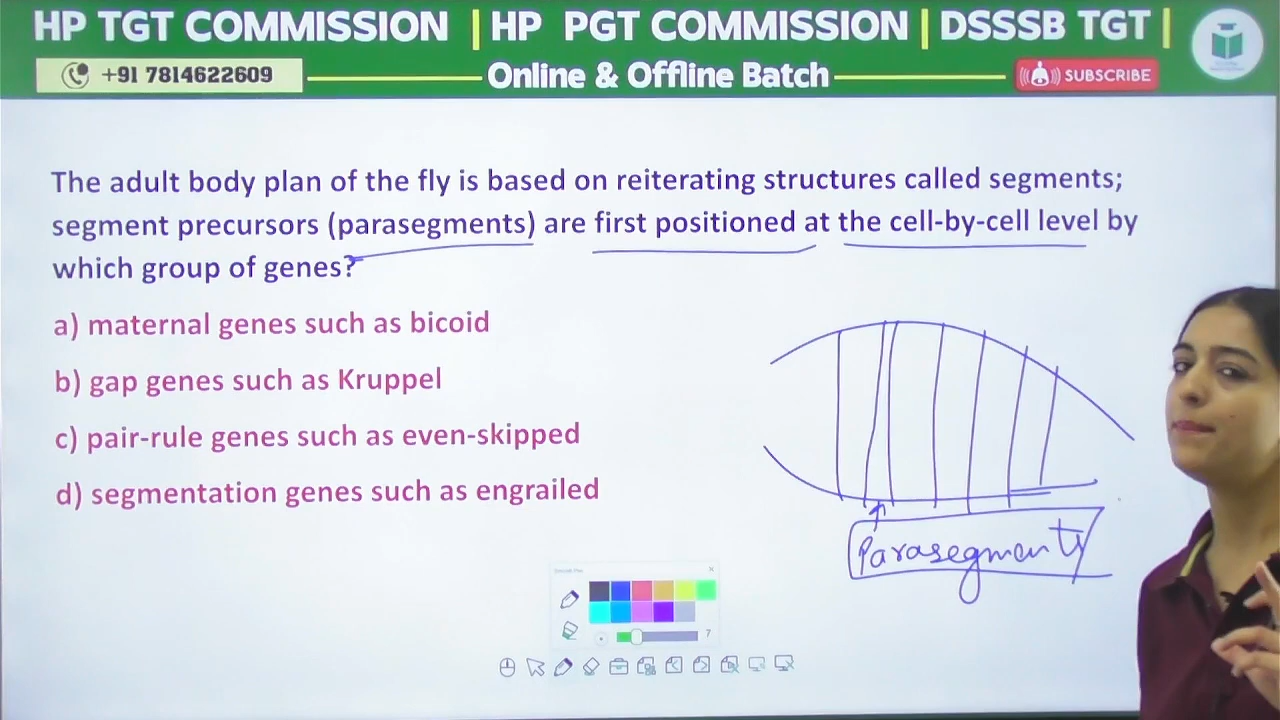 HP TGT COMMISSION | HP PGT COMMISSION | DSSSB TGT |
+91 7814622609
Online & Offline Batch
SUBSCRIBE
The adult body plan of the fly is based on reiterating structures called segments;
segment precursors (parasegments) are first positioned at the cell-by-cell level by
which group of genes?
a) maternal genes such as bicoid
b) gap genes such as Kruppel
c) pair-rule genes such as even-skipped
d) segmentation genes such as engrailed
Parasegments
7